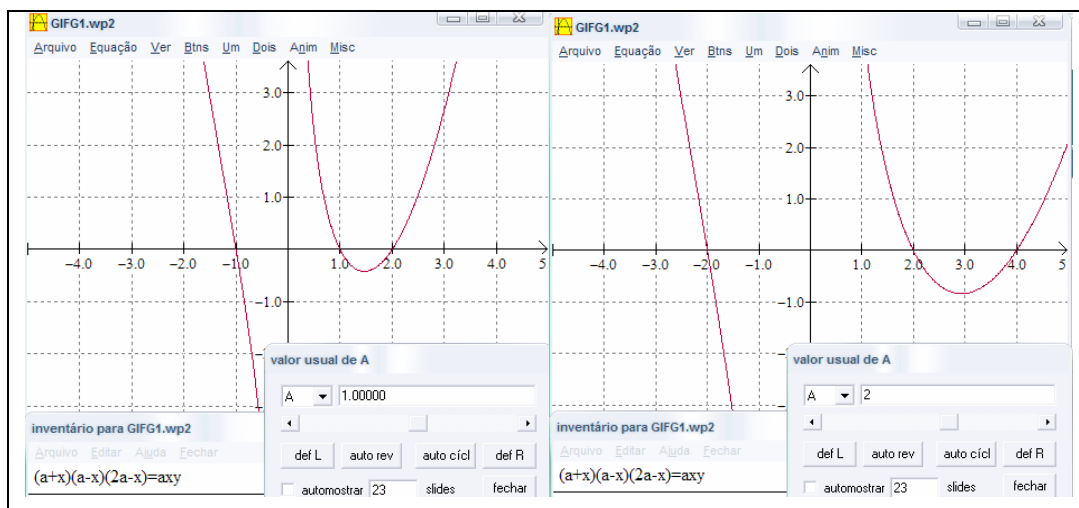 GIFG1.wp2
Arquivo Equação Ver Btns Um Dois Anim Misc
3.0
2.0
1.0
−4.0 −3.0 −2.0 −1.0 1.0 2.0 3.0 4.0 5
−1.0
valor usual de A
A 1.00000
def L auto rev auto cícl def R
automostrar 23 slides fechar
inventário para GIFG1.wp2
Arquivo Editar Ajuda Fechar
(a+x)(a-x)(2a-x)=axy
GIFG1.wp2
Arquivo Equação Ver Btns Um Dois Anim Misc
3.0
2.0
1.0
−4.0 −3.0 −2.0 −1.0 1.0 2.0 3.0 4.0 5
−1.0
valor usual de A
A 2
def L auto rev auto cícl def R
automostrar 23 slides fechar
inventário para GIFG1.wp2
Arquivo Editar Ajuda Fechar
(a+x)(a-x)(2a-x)=axy